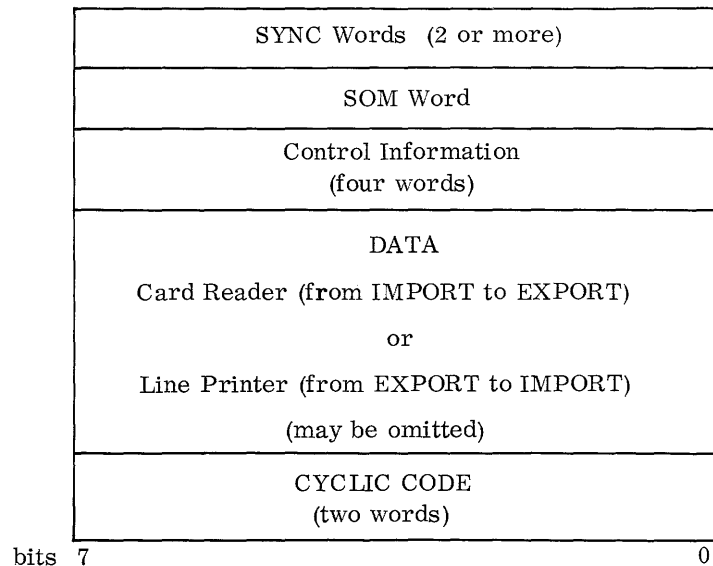 SYNC Words (2 or more)
SOM Word
Control Information
(four words)
DATA
Card Reader (from IMPORT to EXPORT)
or
Line Printer (from EXPORT to IMPORT)
(may be omitted)
CYCLIC CODE
(two words)
bits 7 0